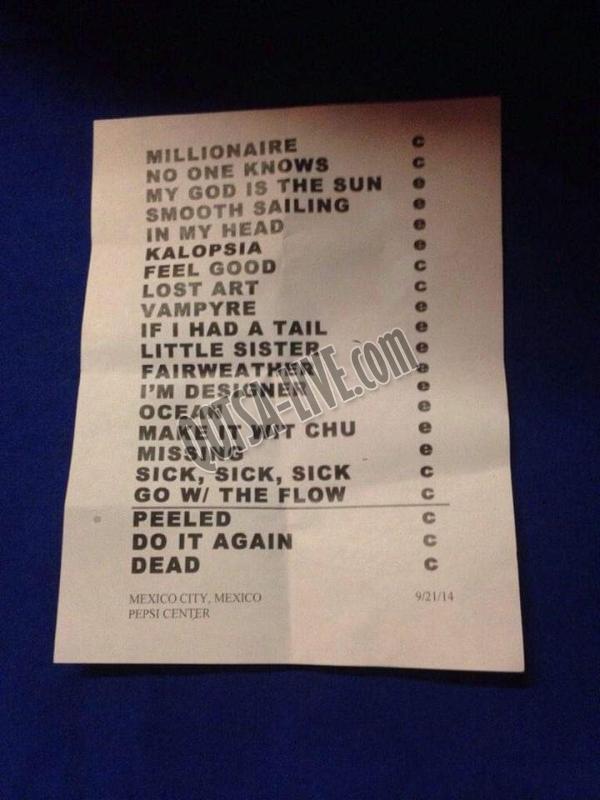 MILLIONAIRE c
NO ONE KNOWS c
MY GOD IS THE SUN e
SMOOTH SAILING e
IN MY HEAD e
KALOPSIA e
FEEL GOOD c
LOST ART c
VAMPYRE e
IF I HAD A TAIL e
LITTLE SISTER e
FAIRWEATHER e
I'M DESIGNER e
OCEAN e
MAKE IT WIT CHU e
MISSING e
SICK, SICK, SICK c
GO W/ THE FLOW c
PEELED c
DO IT AGAIN c
DEAD c
MEXICO CITY, MEXICO 9/21/14
PEPSI CENTER
QOTSA-LIVE.com